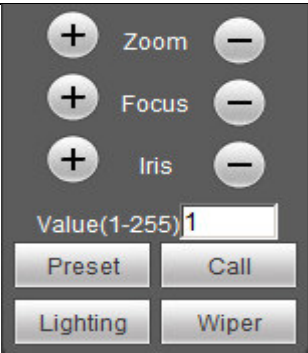 + Zoom −
+ Focus −
+ Iris −
Value(1-255) 1
Preset Call
Lighting Wiper